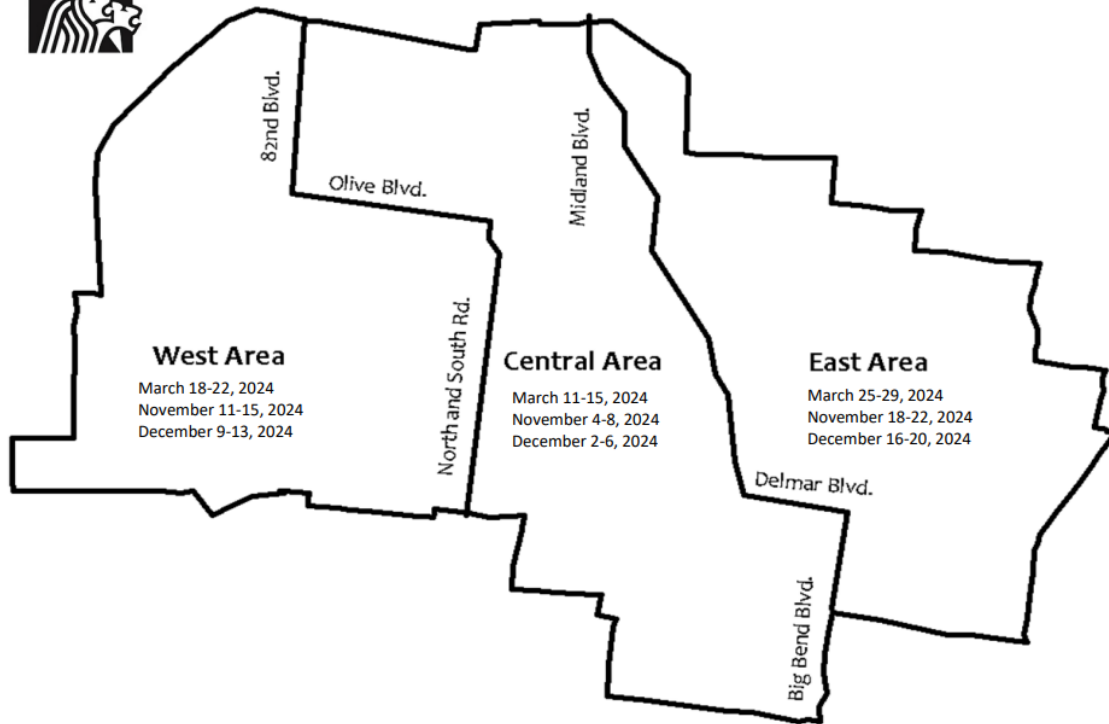 82nd Blvd.
Olive Blvd.
Midland Blvd.
North and South Rd.
West Area
March 18-22, 2024
November 11-15, 2024
December 9-13, 2024
Central Area
March 11-15, 2024
November 4-8, 2024
December 2-6, 2024
East Area
March 25-29, 2024
November 18-22, 2024
December 16-20, 2024
Delmar Blvd.
Big Bend Blvd.